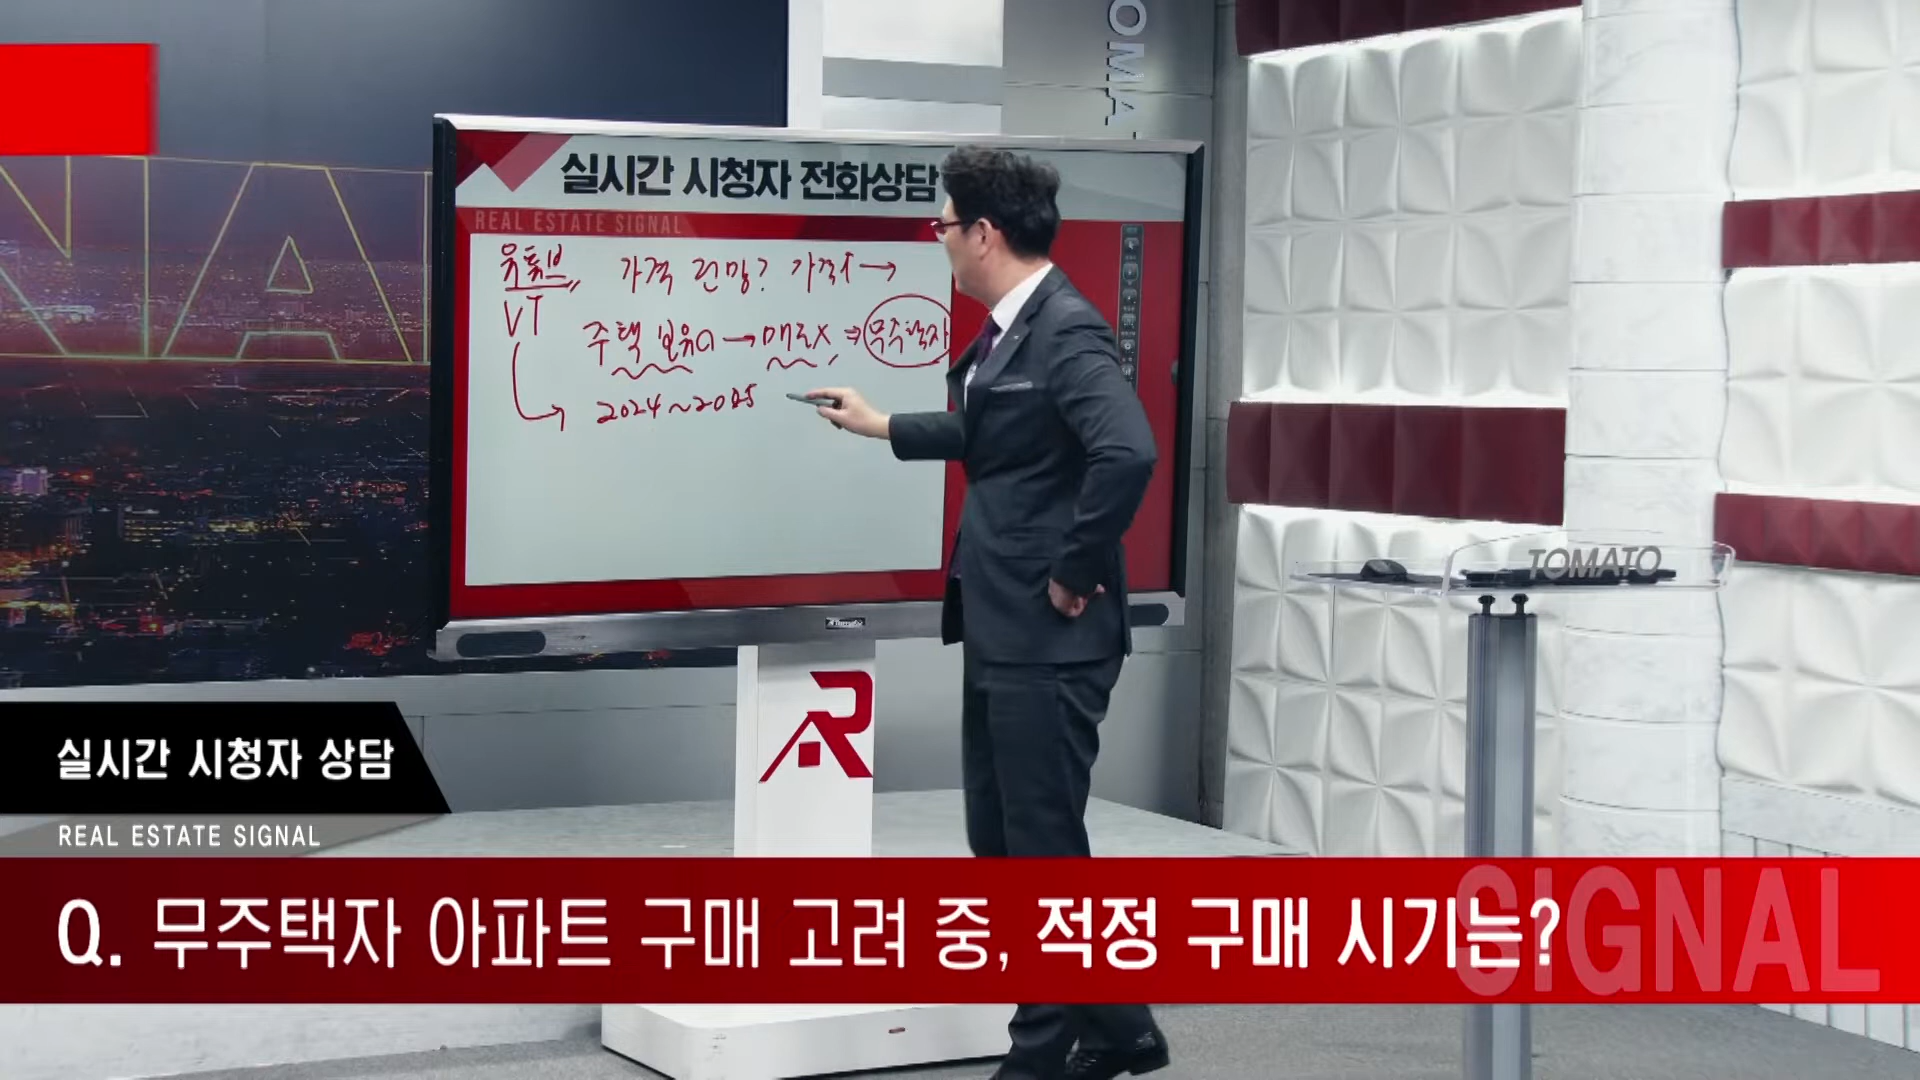 OMA
NAL
실시간 시청자 전화상담
REAL ESTATE SIGNAL
유튜브, 가격 전망? 가격↑→
VT
주택 보유 → 매도X, ⇒ 무주택자
2024~2025
TOMATO
R
실시간 시청자 상담
REAL ESTATE SIGNAL
Q. 무주택자 아파트 구매 고려 중, 적정 구매 시기는?
SIGNAL